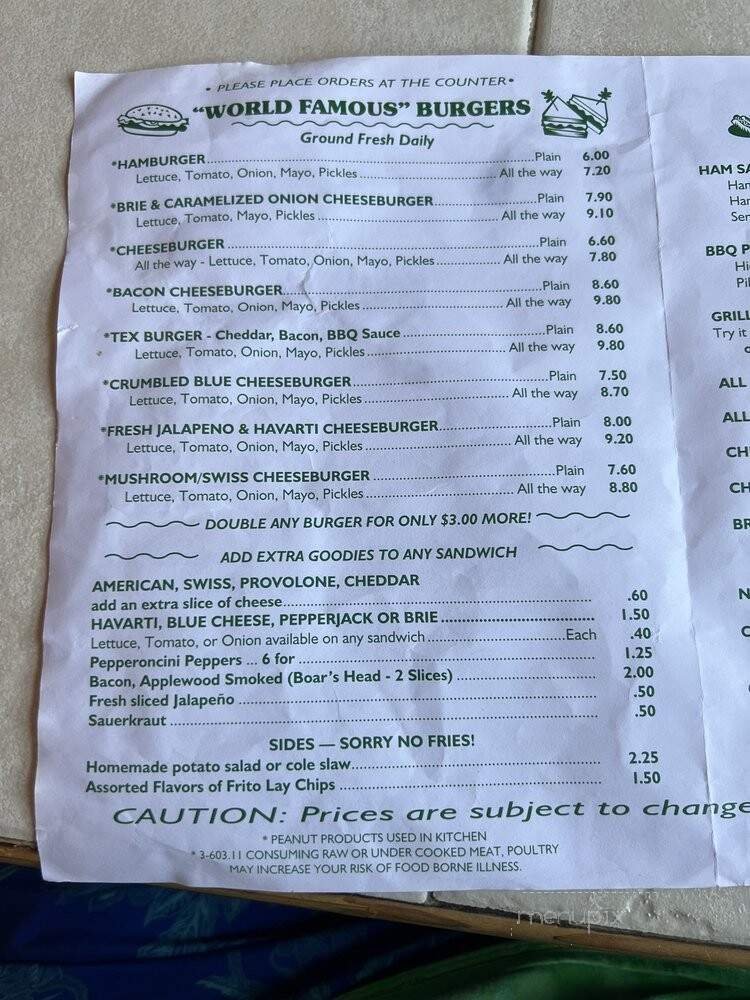 • PLEASE PLACE ORDERS AT THE COUNTER•
"WORLD FAMOUS" BURGERS
Ground Fresh Daily
*HAMBURGER Plain 6.00
Lettuce, Tomato, Onion, Mayo, Pickles All the way 7.20
*BRIE & CARAMELIZED ONION CHEESEBURGER Plain 7.90
Lettuce, Tomato, Mayo, Pickles All the way 9.10
*CHEESEBURGER Plain 6.60
All the way - Lettuce, Tomato, Onion, Mayo, Pickles All the way 7.80
*BACON CHEESEBURGER Plain 8.60
Lettuce, Tomato, Onion, Mayo, Pickles All the way 9.80
*TEX BURGER - Cheddar, Bacon, BBQ Sauce Plain 8.60
Lettuce, Tomato, Onion, Mayo, Pickles All the way 9.80
*CRUMBLED BLUE CHEESEBURGER Plain 7.50
Lettuce, Tomato, Onion, Mayo, Pickles All the way 8.70
*FRESH JALAPENO & HAVARTI CHEESEBURGER Plain 8.00
Lettuce, Tomato, Onion, Mayo, Pickles All the way 9.20
*MUSHROOM/SWISS CHEESEBURGER Plain 7.60
Lettuce, Tomato, Onion, Mayo, Pickles All the way 8.80
DOUBLE ANY BURGER FOR ONLY $3.00 MORE!
ADD EXTRA GOODIES TO ANY SANDWICH
AMERICAN, SWISS, PROVOLONE, CHEDDAR
add an extra slice of cheese .60
HAVARTI, BLUE CHEESE, PEPPERJACK OR BRIE 1.50
Lettuce, Tomato, or Onion available on any sandwich Each .40
Pepperoncini Peppers ... 6 for 1.25
Bacon, Applewood Smoked (Boar's Head - 2 Slices) 2.00
Fresh sliced Jalapeño .50
Sauerkraut .50
SIDES — SORRY NO FRIES!
Homemade potato salad or cole slaw 2.25
Assorted Flavors of Frito Lay Chips 1.50
CAUTION: Prices are subject to change
* PEANUT PRODUCTS USED IN KITCHEN
* 3-603.11 CONSUMING RAW OR UNDER COOKED MEAT, POULTRY
MAY INCREASE YOUR RISK OF FOOD BORNE ILLNESS.
HAM
BBQ
Try it
ALL
menupix